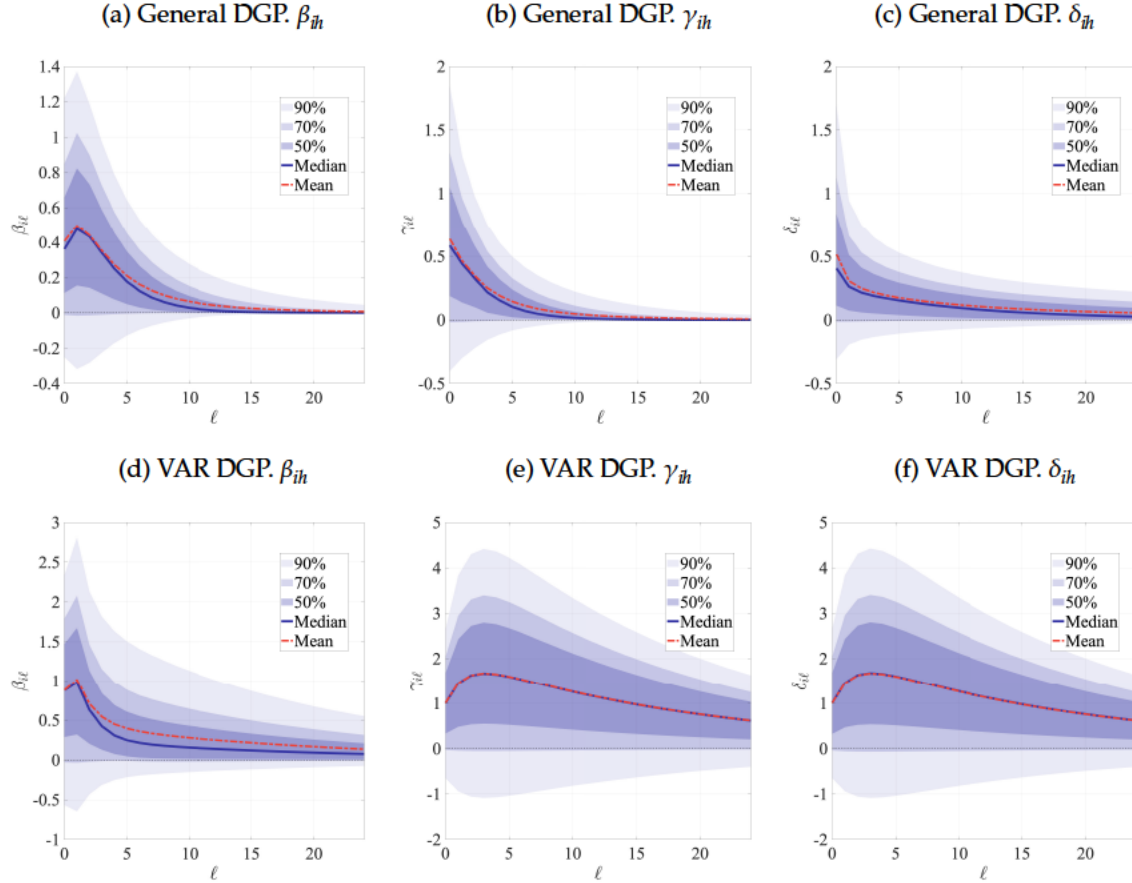 (a) General DGP. βih
(b) General DGP. γih
(c) General DGP. δih
1.4
1.2
1
0.8
0.6
0.4
0.2
0
-0.2
-0.4
βiℓ
0 5 10 15 20
ℓ
90%
70%
50%
Median
Mean
2
1.5
1
0.5
0
-0.5
γiℓ
0 5 10 15 20
ℓ
90%
70%
50%
Median
Mean
2
1.5
1
0.5
0
-0.5
ξiℓ
0 5 10 15 20
ℓ
90%
70%
50%
Median
Mean
(d) VAR DGP. βih
(e) VAR DGP. γih
(f) VAR DGP. δih
3
2.5
2
1.5
1
0.5
0
-0.5
-1
βiℓ
0 5 10 15 20
ℓ
90%
70%
50%
Median
Mean
5
4
3
2
1
0
-1
-2
γiℓ
0 5 10 15 20
ℓ
90%
70%
50%
Median
Mean
5
4
3
2
1
0
-1
-2
ξiℓ
0 5 10 15 20
ℓ
90%
70%
50%
Median
Mean